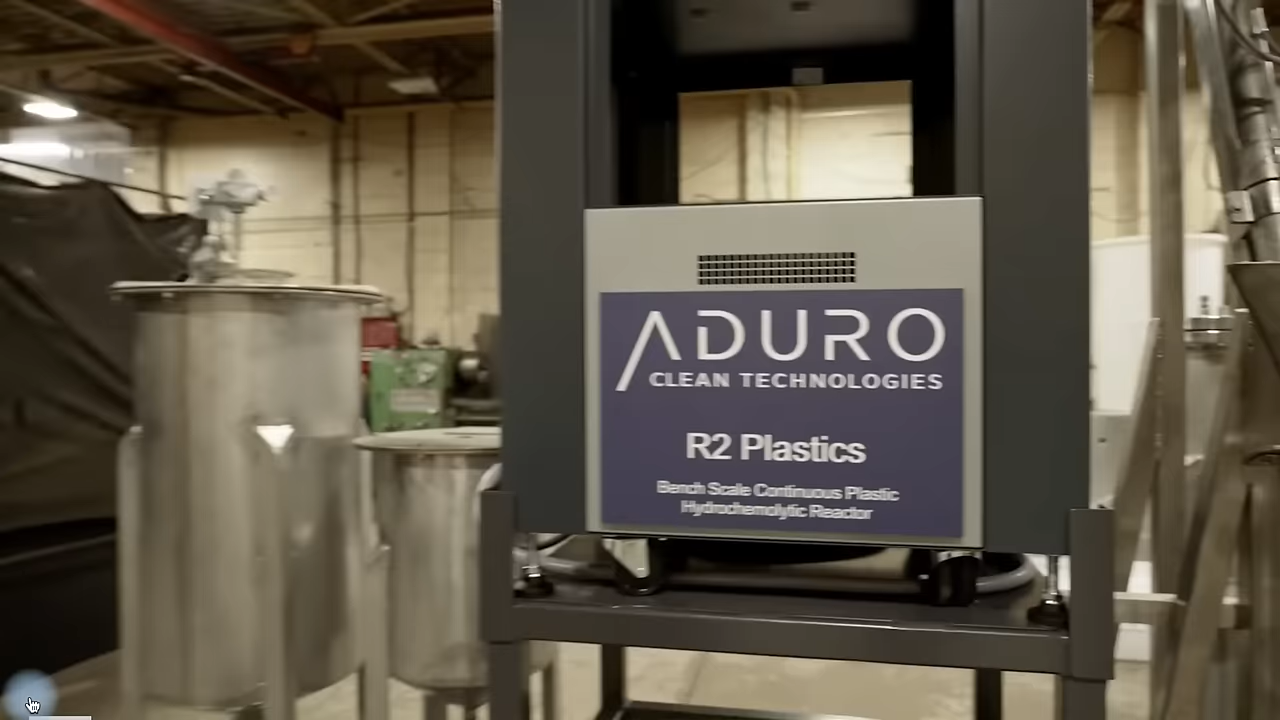 ADURO
CLEAN TECHNOLOGIES
R2 Plastics
Bench Scale Continuous Plastic
Hydrochemolytic Reactor